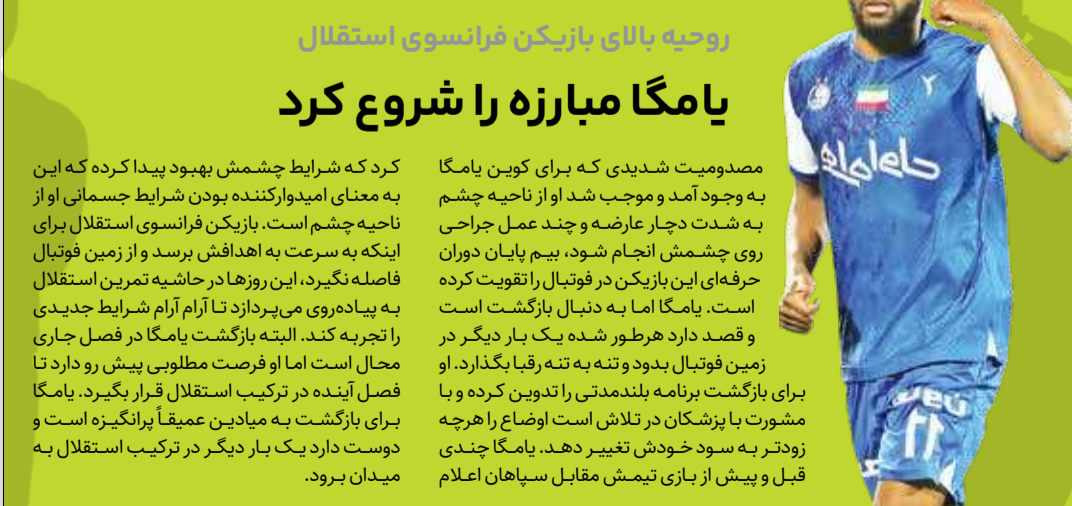 روحیه بالای بازیکن فرانسوی استقلال
یامگا مبارزه را شروع کرد
مصدومیت شدیدی که برای کوین یامگا
به وجود آمد و موجب شد او از ناحیه چشم
به شدت دچار عارضه و چند عمل جراحی
روی چشمش انجام شود، بیم پایان دوران
حرفه‌ای این بازیکن در فوتبال را تقویت کرده
است. یامگا اما به دنبال بازگشت است
و قصد دارد هرطور شده یک بار دیگر در
زمین فوتبال بدود و تنه به تنه رقبا بگذارد. او
برای بازگشت برنامه بلندمدتی را تدوین کرده و با
مشورت با پزشکان در تلاش است اوضاع را هرچه
زودتر به سود خودش تغییر دهد. یامگا چندی
قبل و پیش از بازی تیمش مقابل سپاهان اعلام
کرد که شرایط چشمش بهبود پیدا کرده که این
به معنای امیدوارکننده بودن شرایط جسمانی او از
ناحیه چشم است. بازیکن فرانسوی استقلال برای
اینکه به سرعت به اهدافش برسد و از زمین فوتبال
فاصله نگیرد، این روزها در حاشیه تمرین استقلال
به پیاده‌روی می‌پردازد تا آرام آرام شرایط جدیدی
را تجربه کند. البته بازگشت یامگا در فصل جاری
محال است اما او فرصت مطلوبی پیش رو دارد تا
فصل آینده در ترکیب استقلال قرار بگیرد. یامگا
برای بازگشت به میادین عمیقاً پرانگیزه است و
دوست دارد یک بار دیگر در ترکیب استقلال به
میدان برود.
۲
11